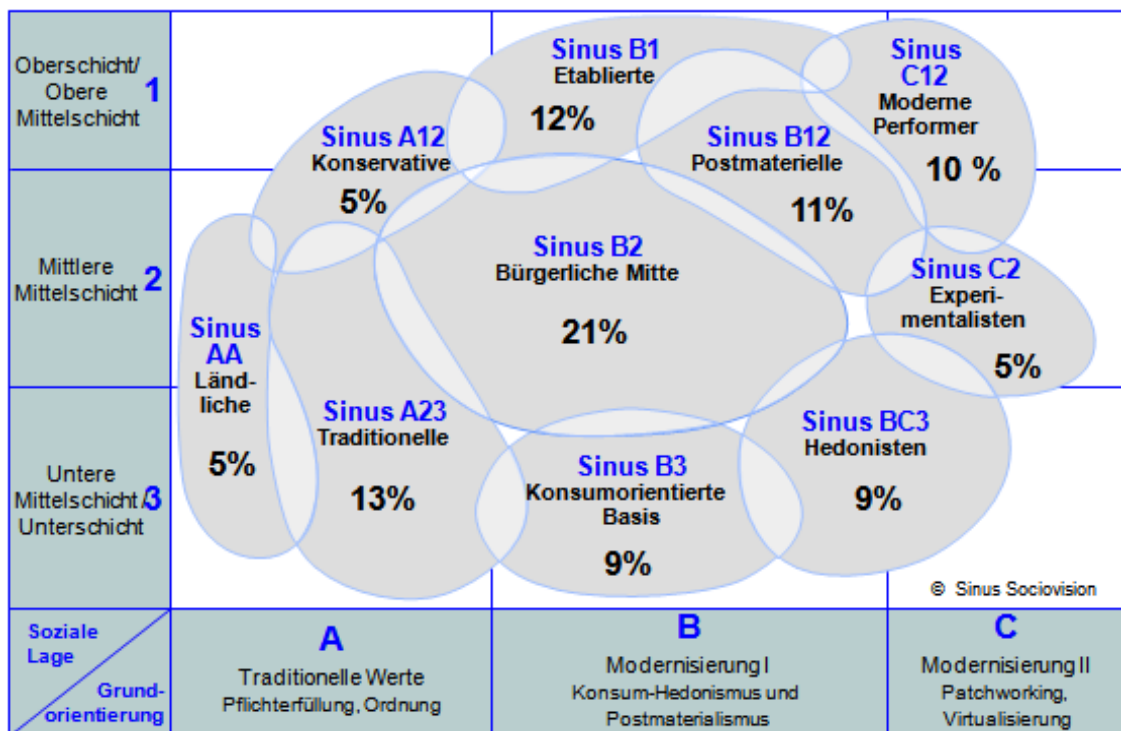 Oberschicht/
Obere
Mittelschicht
1
Mittlere
Mittelschicht
2
Untere
Mittelschicht/
Unterschicht
3
Sinus B1
Etablierte
12%
Sinus
C12
Moderne
Performer
10 %
Sinus A12
Konservative
5%
Sinus B12
Postmaterielle
11%
Sinus B2
Bürgerliche Mitte
21%
Sinus C2
Experi-
mentalisten
5%
Sinus
AA
Länd-
liche
5%
Sinus A23
Traditionelle
13%
Sinus B3
Konsumorientierte
Basis
9%
Sinus BC3
Hedonisten
9%
© Sinus Sociovision
Soziale
Lage
Grund-
orientierung
A
Traditionelle Werte
Pflichterfüllung, Ordnung
B
Modernisierung I
Konsum-Hedonismus und
Postmaterialismus
C
Modernisierung II
Patchworking,
Virtualisierung